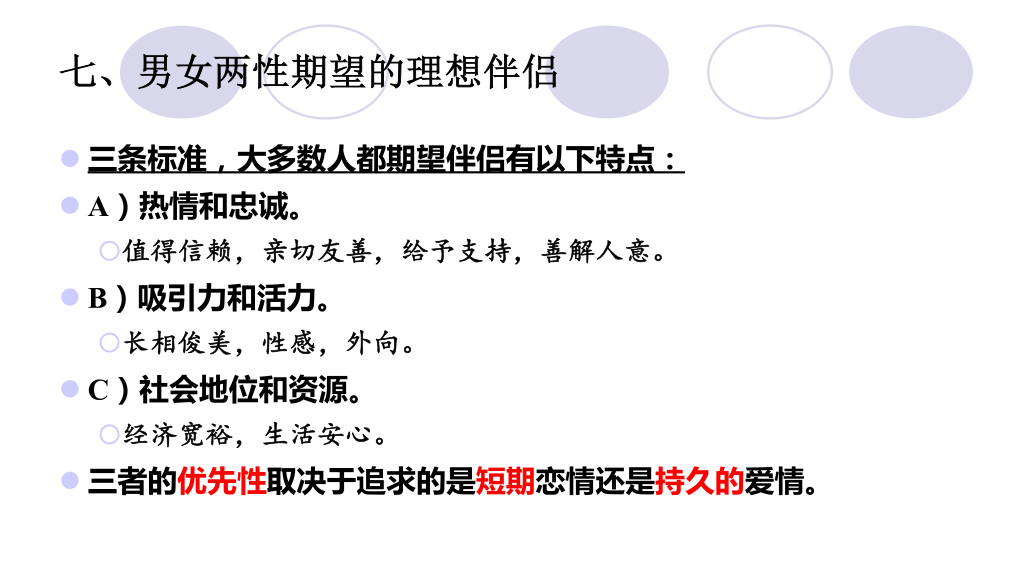 七、男女两性期望的理想伴侣
三条标准，大多数人都期望伴侣有以下特点：
A）热情和忠诚。
值得信赖，亲切友善，给予支持，善解人意。
B）吸引力和活力。
长相俊美，性感，外向。
C）社会地位和资源。
经济宽裕，生活安心。
三者的优先性取决于追求的是短期恋情还是持久的爱情。